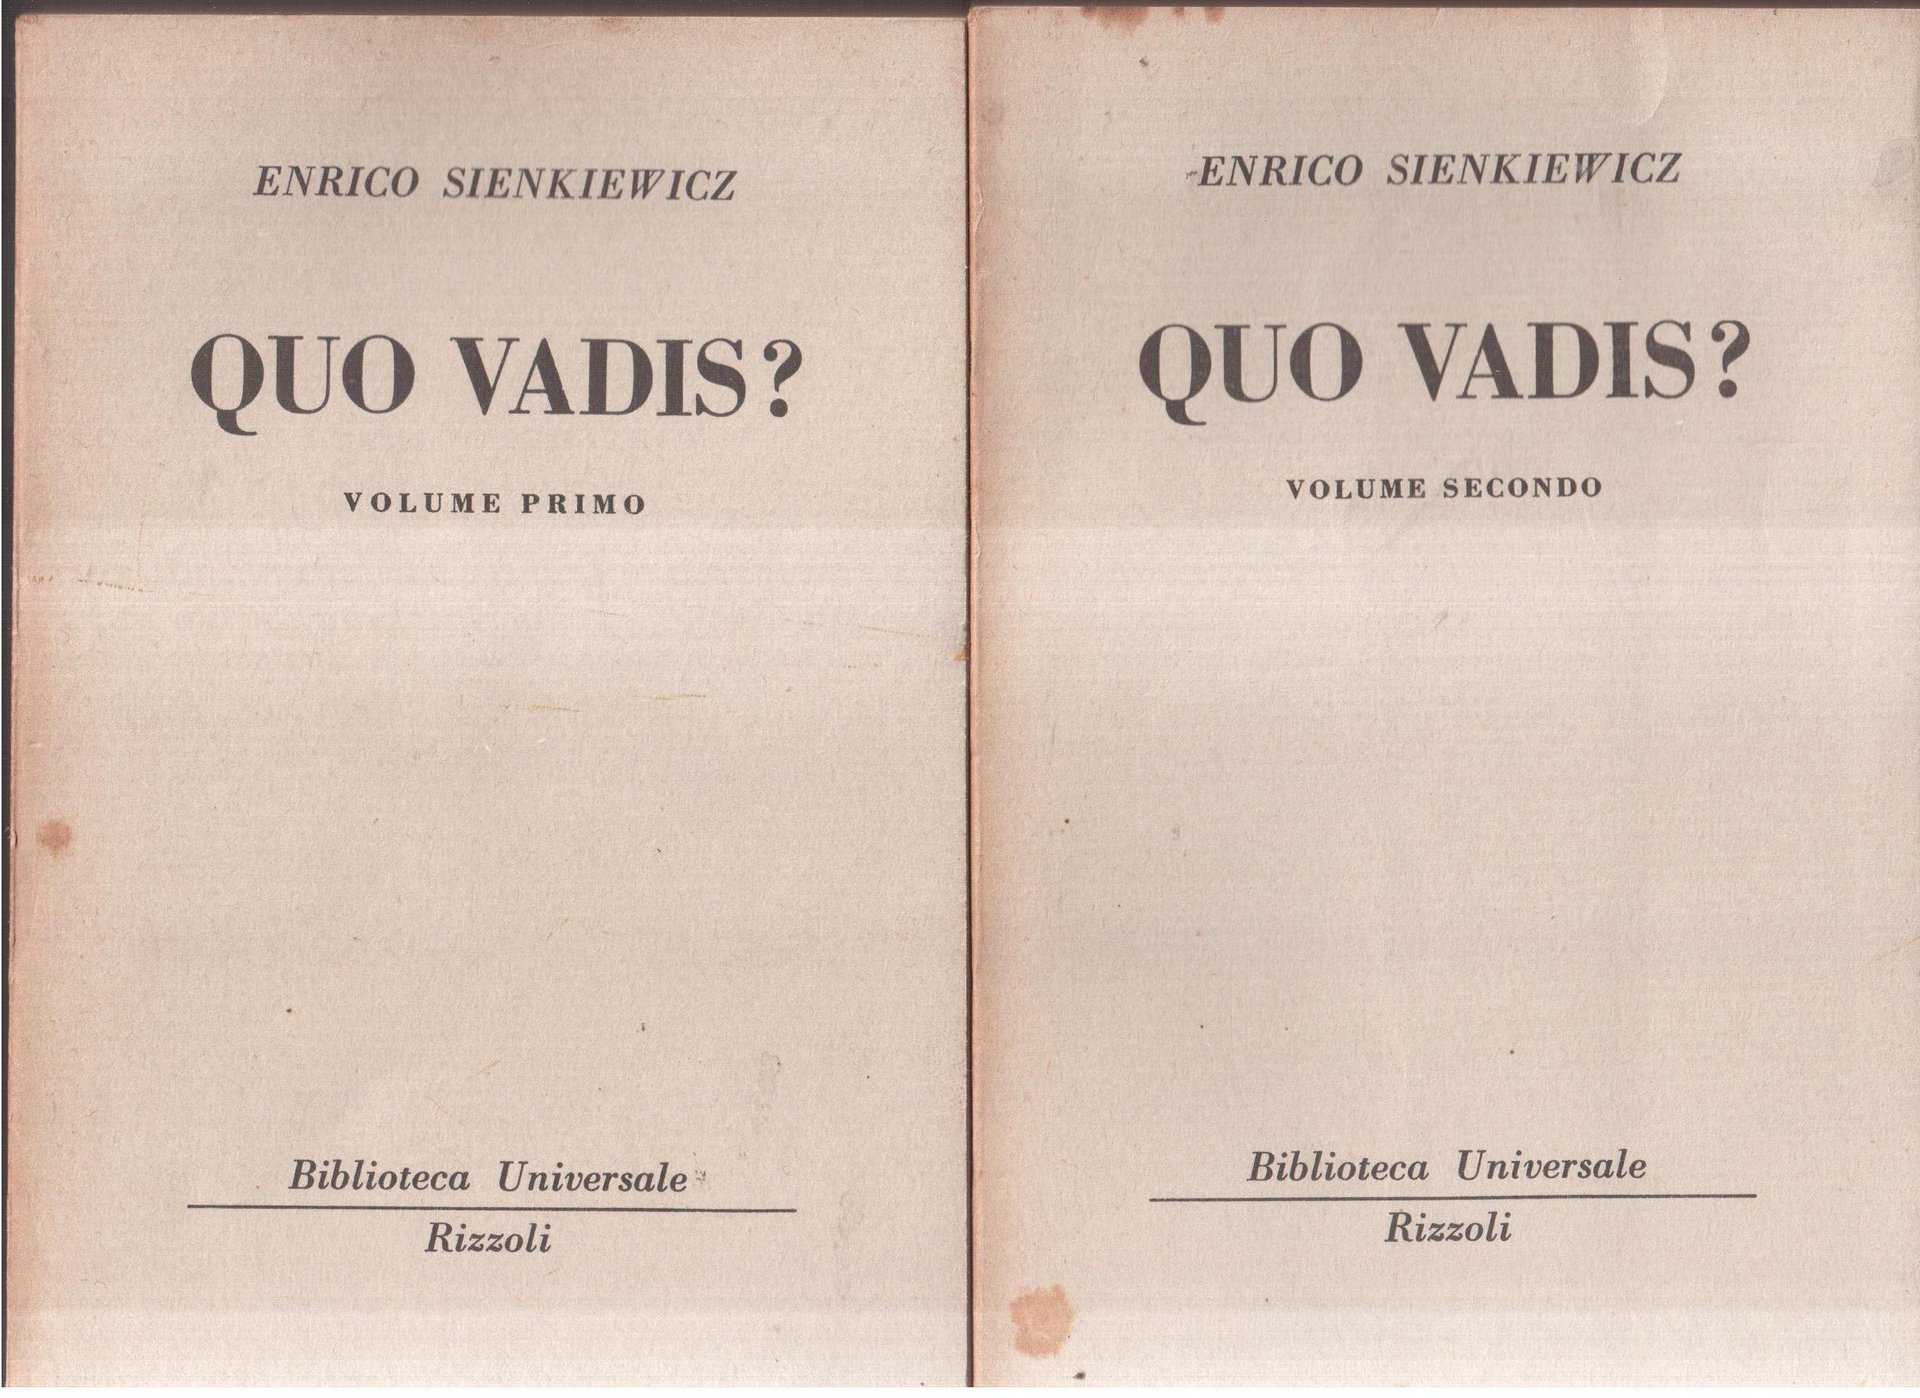 ENRICO SIENKIEWICZ
QUO VADIS?
VOLUME PRIMO
Biblioteca Universale
Rizzoli
ENRICO SIENKIEWICZ
QUO VADIS?
VOLUME SECONDO
Biblioteca Universale
Rizzoli